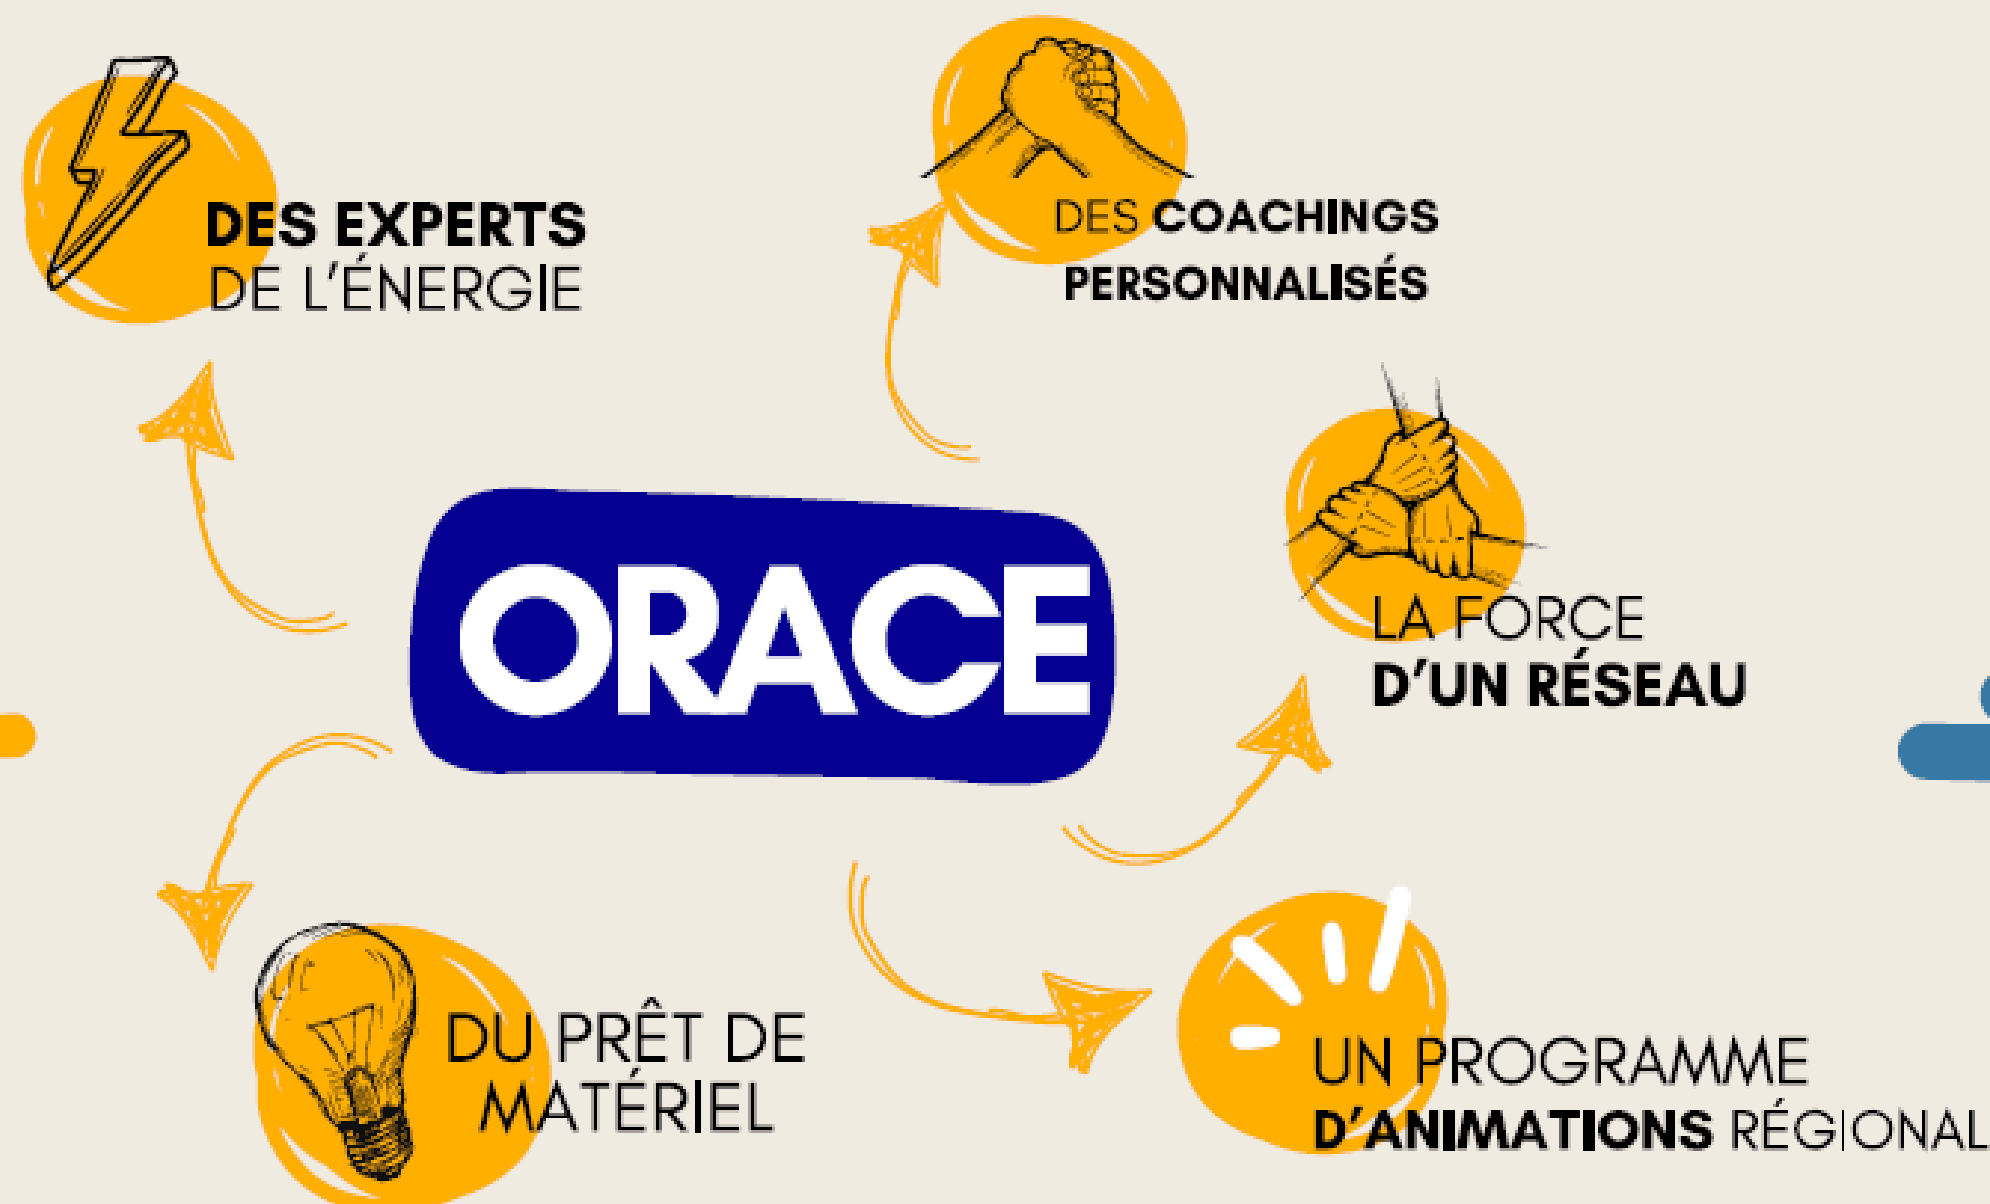 DES EXPERTS
DE L'ÉNERGIE
DES COACHINGS
PERSONNALISÉS
LA FORCE
D'UN RÉSEAU
ORACE
DU PRÊT DE
MATÉRIEL
UN PROGRAMME
D'ANIMATIONS RÉGIONAL